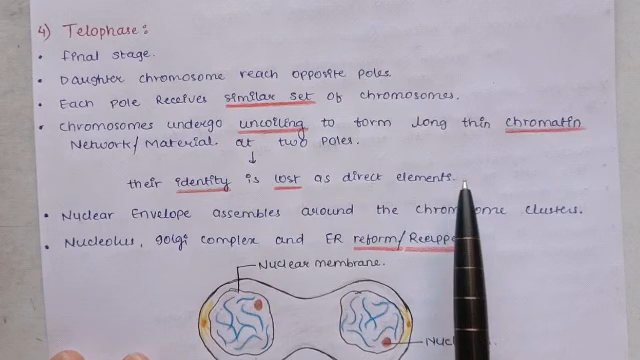 4) Telophase:
• Final stage.
• Daughter chromosome reach opposite poles.
• Each pole Receives similar set of chromosomes.
• Chromosomes undergo uncoiling to form long thin chromatin
Network/Material. at two poles.
↓
their identity is lost as direct elements.
• Nuclear Envelope assembles around the chromosome clusters.
• Nucleolus, golgi complex and ER reform/
Nuclear membrane.